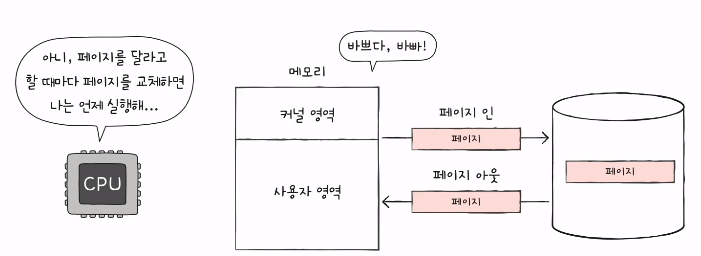 아니, 페이지를 달라고
할 때마다 페이지를 교체하면
나는 언제 실행해...
CPU
바쁘다, 바빠!
메모리
커널 영역
사용자 영역
페이지 인
페이지
페이지 아웃
페이지
페이지